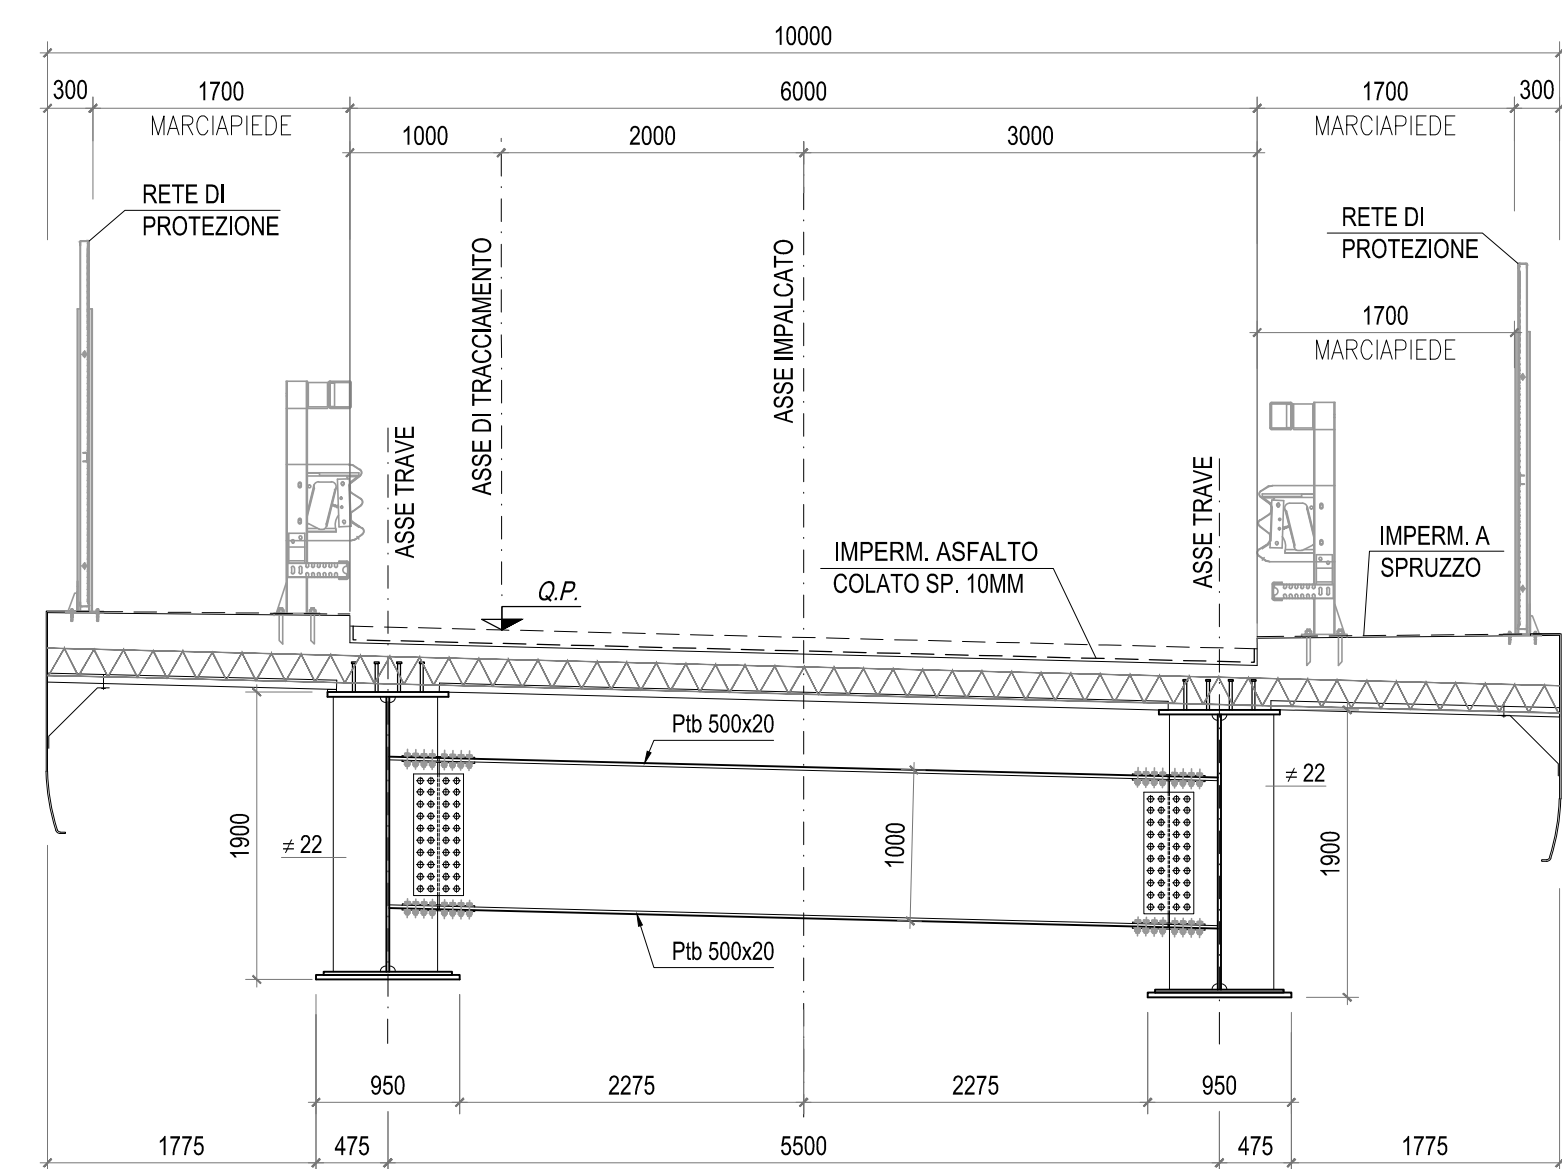 10000
300
1700
6000
1700
300
MARCIAPIEDE
MARCIAPIEDE
1000
2000
3000
RETE DI
PROTEZIONE
RETE DI
PROTEZIONE
ASSE DI TRACCIAMENTO
ASSE IMPALCATO
1700
MARCIAPIEDE
ASSE TRAVE
ASSE TRAVE
IMPERM. A
SPRUZZO
IMPERM. ASFALTO
COLATO SP. 10MM
Q.P.
Ptb 500x20
≠ 22
1900
≠ 22
1000
1900
Ptb 500x20
950
2275
2275
950
1775
475
5500
475
1775